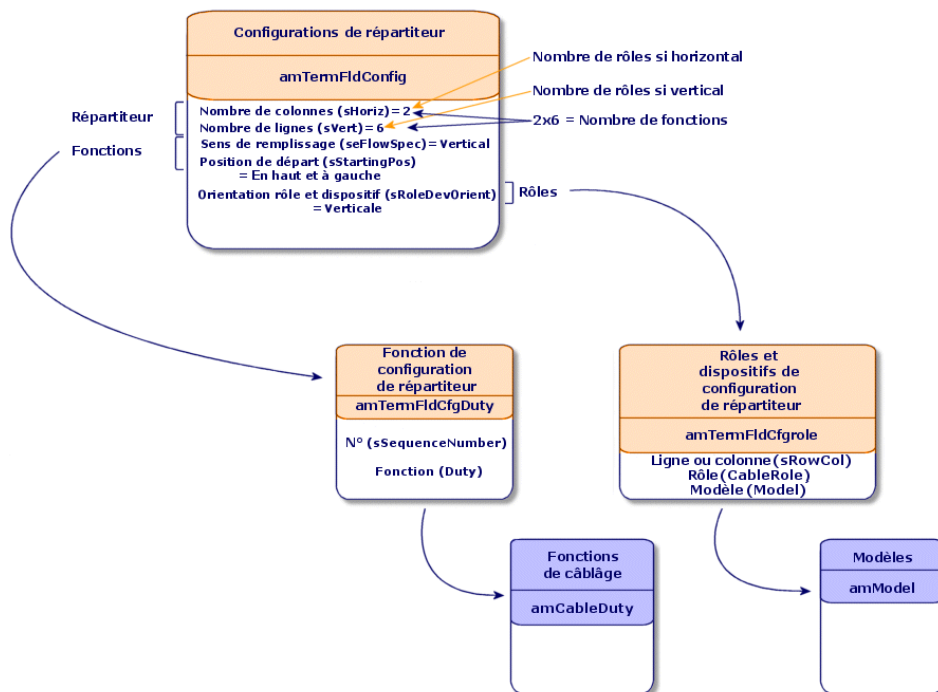 Configurations de répartiteur
amTermFldConfig
Nombre de colonnes (sHoriz)= 2
Nombre de lignes (sVert)= 6
Sens de remplissage (seFlowSpec)= Vertical
Position de départ (sStartingPos)
= En haut et à gauche
Orientation rôle et dispositif (sRoleDevOrient)
= Verticale
Répartiteur
Fonctions
Nombre de rôles si horizontal
Nombre de rôles si vertical
2x6 = Nombre de fonctions
Rôles
Fonction de
configuration
de répartiteur
amTermFldCfgDuty
N° (sSequenceNumber)
Fonction (Duty)
Rôles et
dispositifs de
configuration
de répartiteur
amTermFldCfgrole
Ligne ou colonne (sRowCol)
Rôle (CableRole)
Modèle (Model)
Fonctions
de câblâge
amCableDuty
Modèles
amModel